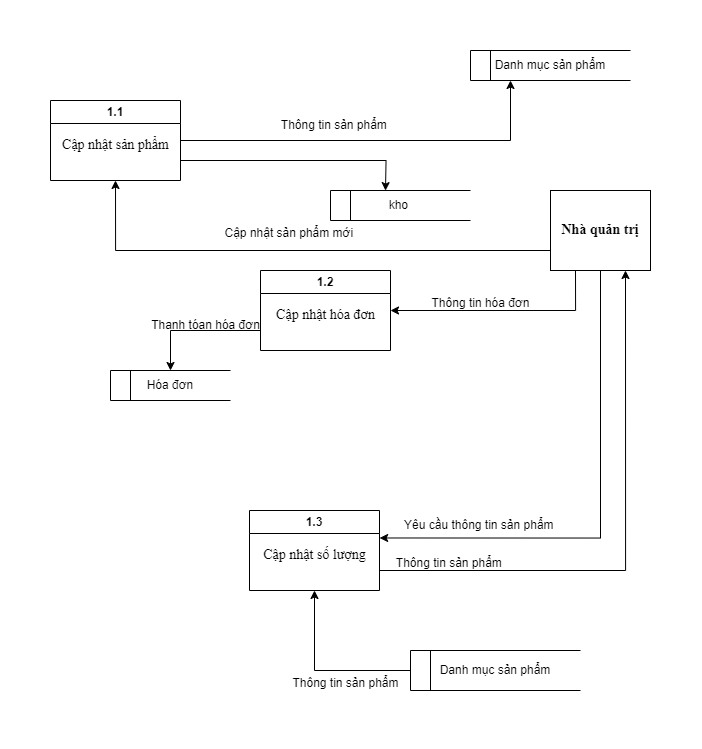 Danh mục sản phẩm
1.1
Thông tin sản phẩm
Cập nhật sản phẩm
kho
Cập nhật sản phẩm mới
Nhà quản trị
1.2
Thông tin hóa đơn
Cập nhật hóa đơn
Thanh tóan hóa đơn
Hóa đơn
1.3
Yêu cầu thông tin sản phẩm
Cập nhật số lượng
Thông tin sản phẩm
Danh mục sản phẩm
Thông tin sản phẩm